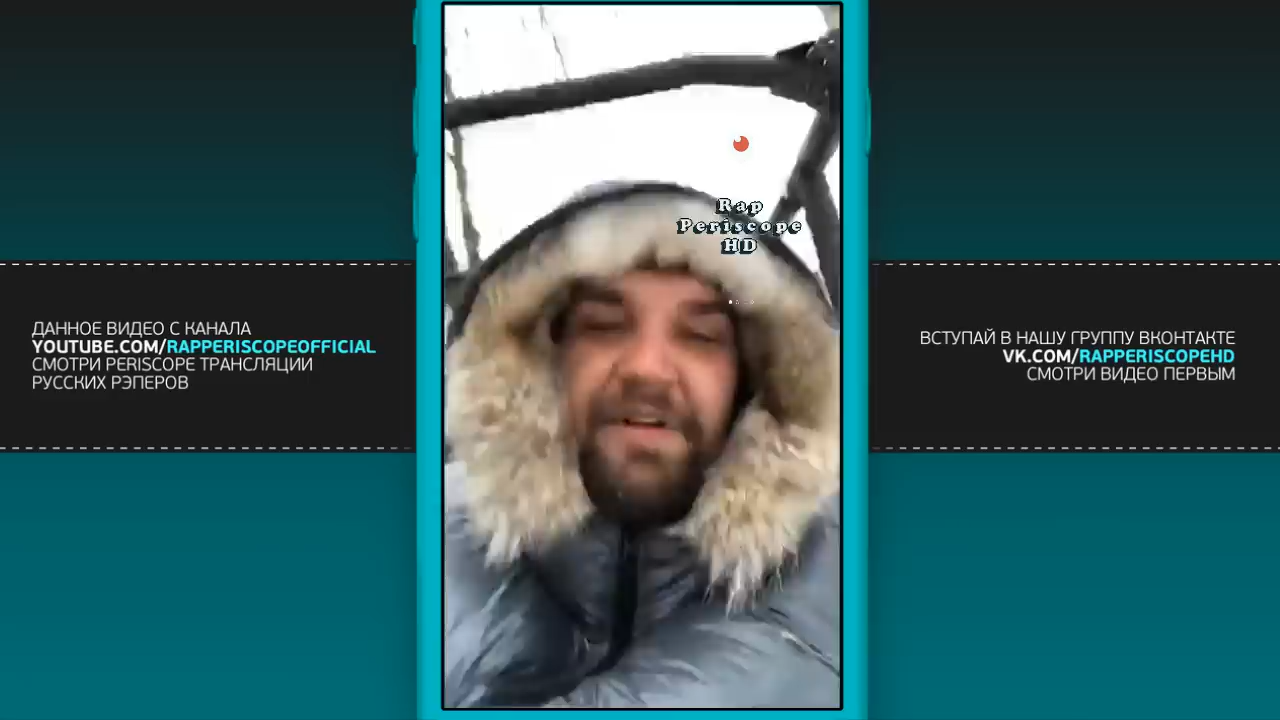 ДАННОЕ ВИДЕО С КАНАЛА
YOUTUBE.COM/RAPPERISCOPEOFFICIAL
СМОТРИ PERISCOPE ТРАНСЛЯЦИИ
РУССКИХ РЭПЕРОВ
Rap
Periscope
HD
ВСТУПАЙ В НАШУ ГРУППУ ВКОНТАКТЕ
VK.COM/RAPPERISCOPEHD
СМОТРИ ВИДЕО ПЕРВЫМ